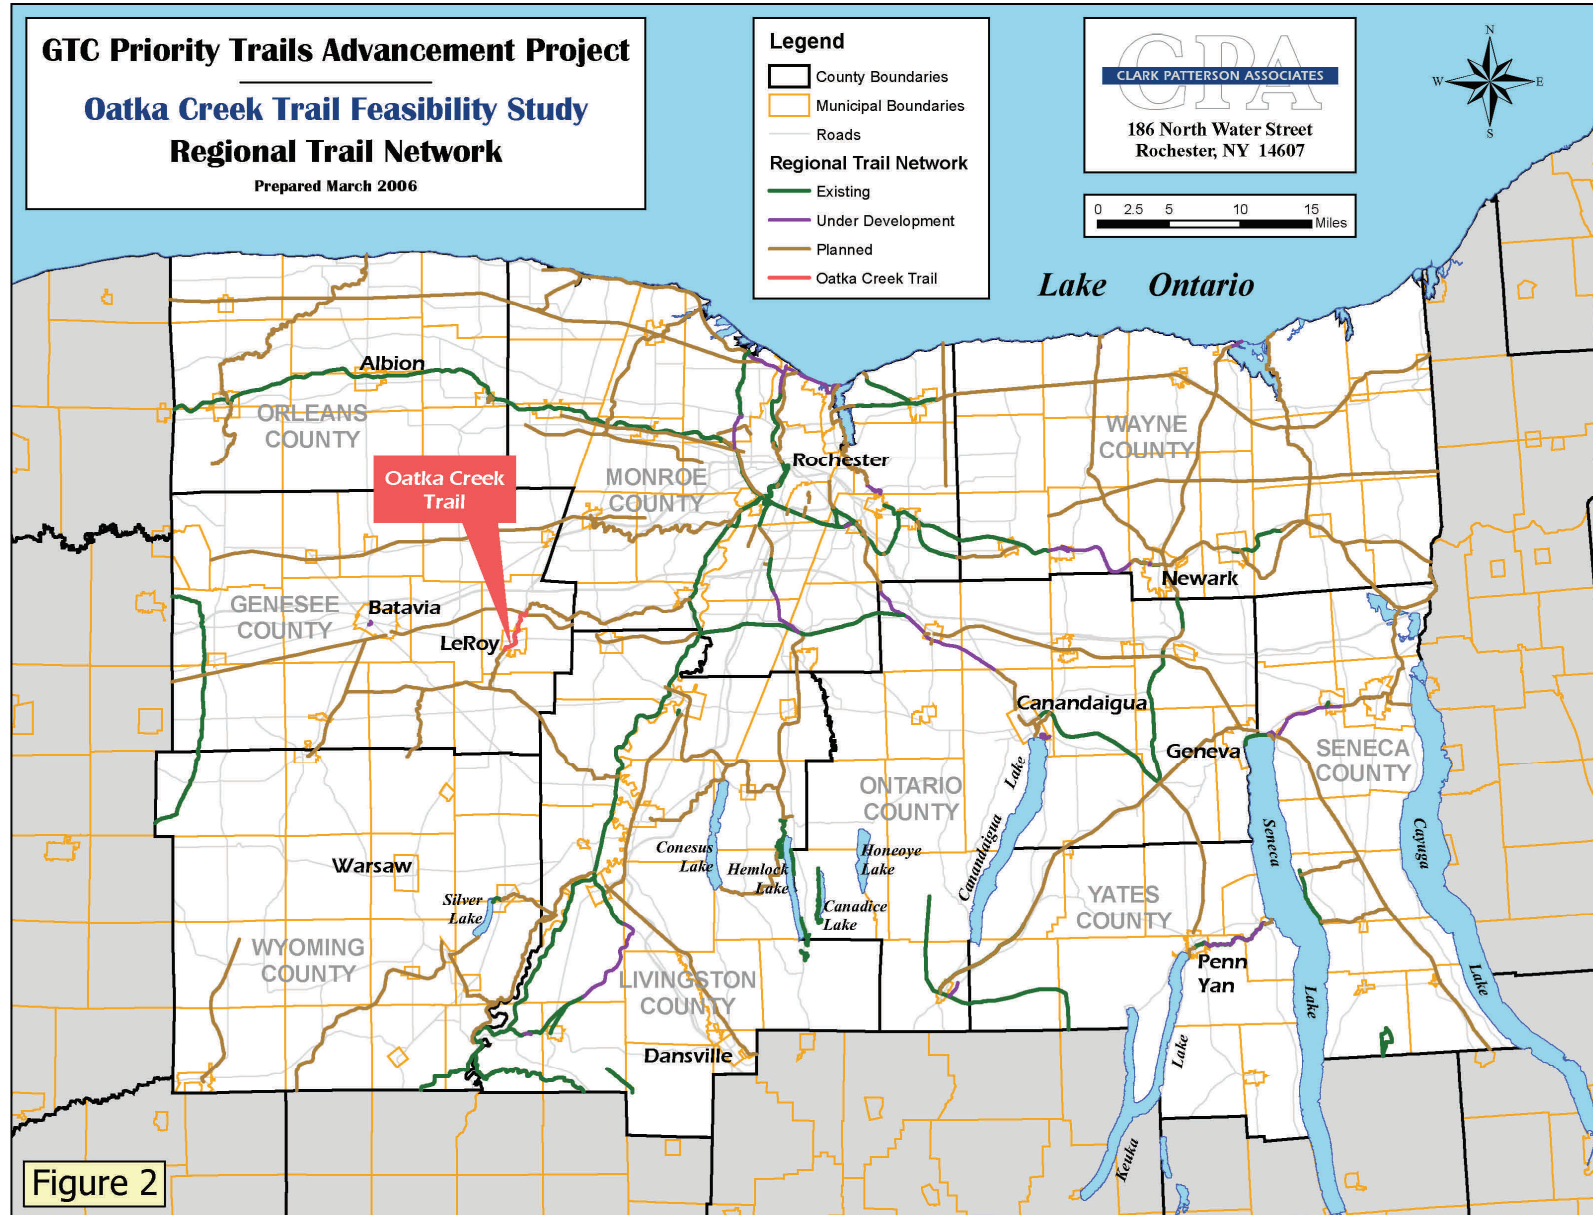 GTC Priority Trails Advancement Project
Oatka Creek Trail Feasibility Study
Regional Trail Network
Prepared March 2006
Legend
County Boundaries
Municipal Boundaries
Roads
Regional Trail Network
Existing
Under Development
Planned
Oatka Creek Trail
CPA
CLARK PATTERSON ASSOCIATES
186 North Water Street
Rochester, NY 14607
N
W
E
S
0 2.5 5 10 15
Miles
Lake Ontario
Albion
ORLEANS
COUNTY
Oatka Creek
Trail
MONROE
COUNTY
Rochester
WAYNE
COUNTY
Newark
GENESEE
COUNTY
Batavia
LeRoy
Canandaigua
Geneva
SENECA
COUNTY
ONTARIO
COUNTY
Canandaigua Lake
Seneca
Lake
Cayuga
Lake
Warsaw
Silver
Lake
Conesus
Lake
Hemlock
Lake
Honeoye
Lake
Canadice
Lake
YATES
COUNTY
WYOMING
COUNTY
LIVINGSTON
COUNTY
Penn
Yan
Dansville
Keuka
Lake
Figure 2